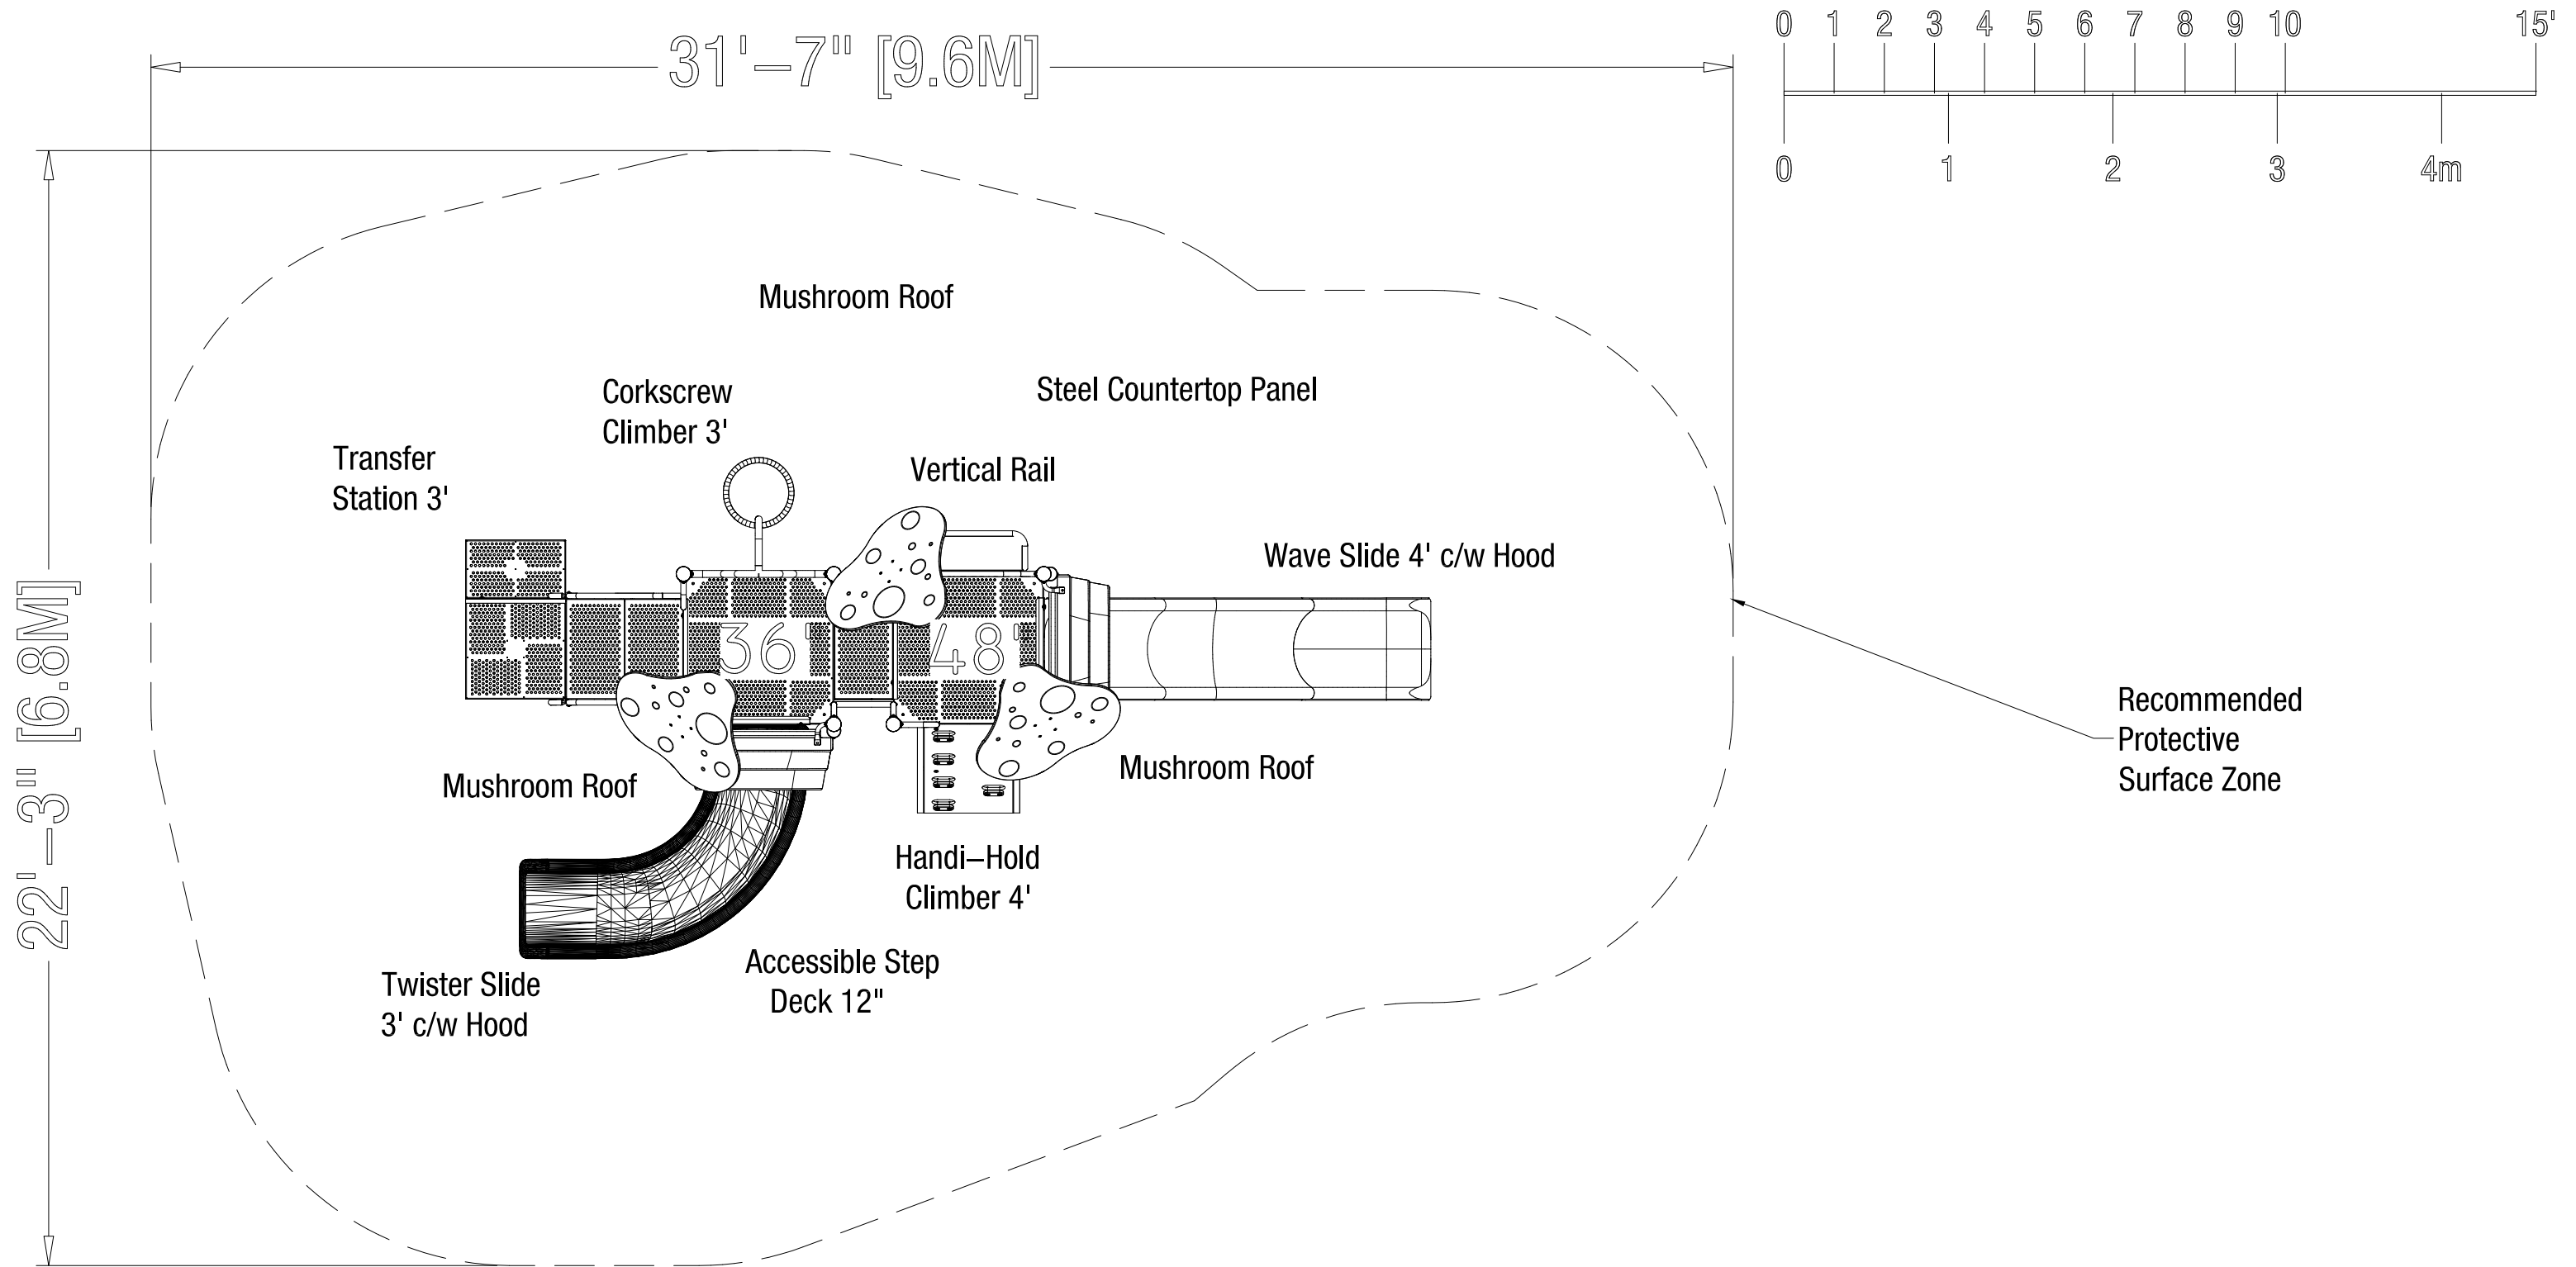 31'–7" [9.6M]
0 1 2 3 4 5 6 7 8 9 10 15'
0 1 2 3 4m
Mushroom Roof
Corkscrew
Climber 3'
Steel Countertop Panel
Transfer
Station 3'
Vertical Rail
Wave Slide 4' c/w Hood
36"
48"
22'–3" [6.8M]
Recommended
Protective
Surface Zone
Mushroom Roof
Mushroom Roof
Handi–Hold
Climber 4'
Accessible Step
Deck 12"
Twister Slide
3' c/w Hood